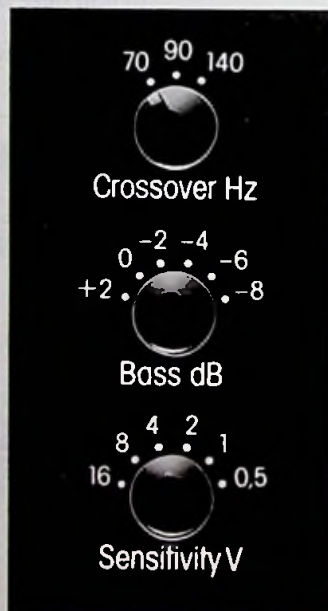 70 90 140
Crossover Hz
-2 -4
0 -6
+2 -8
Bass dB
4 2
8 1
16 0,5
Sensitivity V